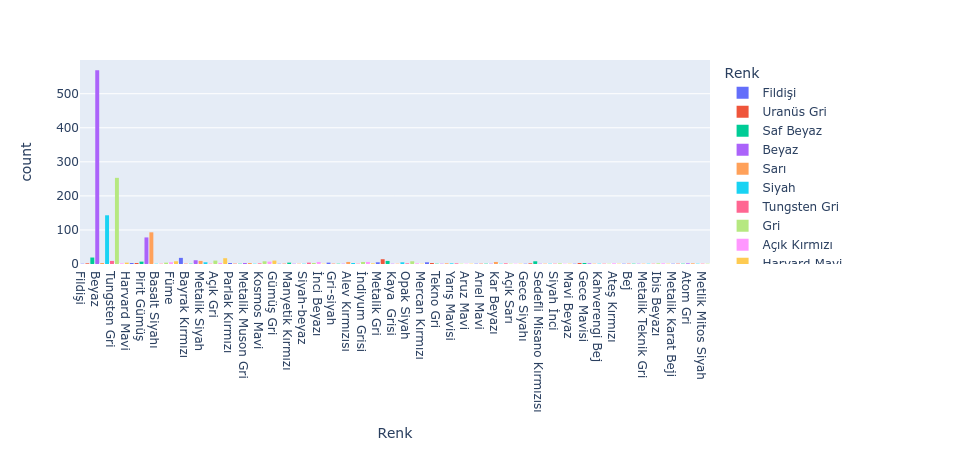 count
500
400
300
200
100
0
Fildişi
Beyaz
Tungsten Gri
Harvard Mavi
Pirit Gümüş
Basalt Siyahı
Füme
Bayrak Kırmızı
Metalik Siyah
Açık Gri
Parlak Kırmızı
Metalik Muson Gri
Kosmos Mavi
Gümüş Gri
Manyetik Kırmızı
Siyah-beyaz
İnci Beyazı
Gri-siyah
Alev Kırmızısı
İndiyum Grisi
Metalik Gri
Kaya  Grisi
Opak Siyah
Mercan Kırmızı
Tekno Gri
Yarış Mavisi
Aruz Mavi
Arıel Mavi
Kar Beyazı
Açık Sarı
Gece Siyahı
Sedefli Misano Kırmızısı
Siyah İnci
Mavi Beyaz
Gece Mavisi
Kahverengi Bej
Ateş Kırmızı
Bej
Metalik Teknik Gri
Ibis Beyazı
Metalik Karat Beji
Atom Gri
Metlik Mitos Siyah
Renk
Renk
Fildişi
Uranüs Gri
Saf Beyaz
Beyaz
Sarı
Siyah
Tungsten Gri
Gri
Açık Kırmızı
Harvard Mavi